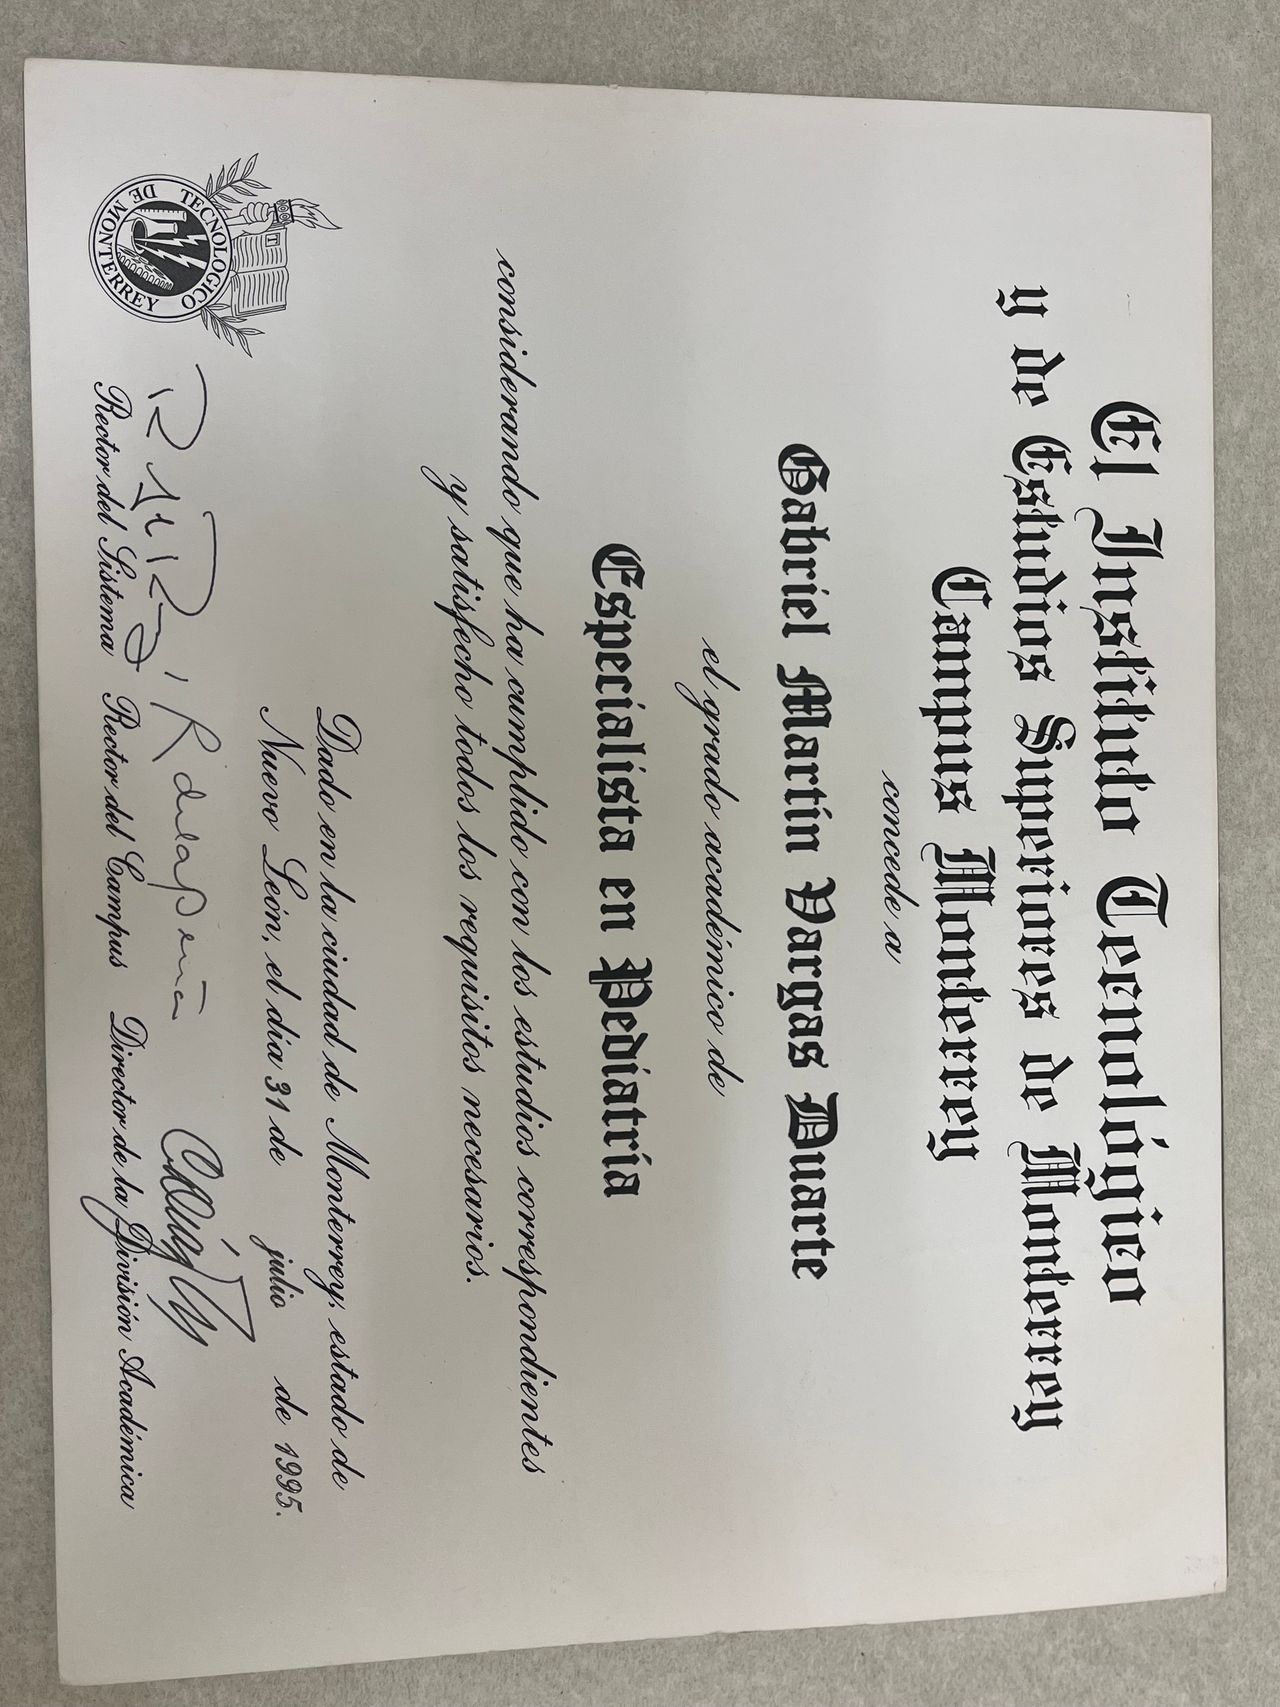 El Instituto Tecnológico
y de Estudios Superiores de Monterrey
Campus Monterrey
concede a
Gabriel Martín Vargas Duarte
el grado académico de
Especialista en Pediatría
considerando que ha cumplido con los estudios correspondientes
y satisfecho todos los requisitos necesarios.
Dado en la ciudad de Monterrey, estado de
Nuevo León, el día 31 de julio de 1995.
TECNOLOGICO
DE MONTERREY
Rector del Sistema Rector del Campus Director de la División Académica